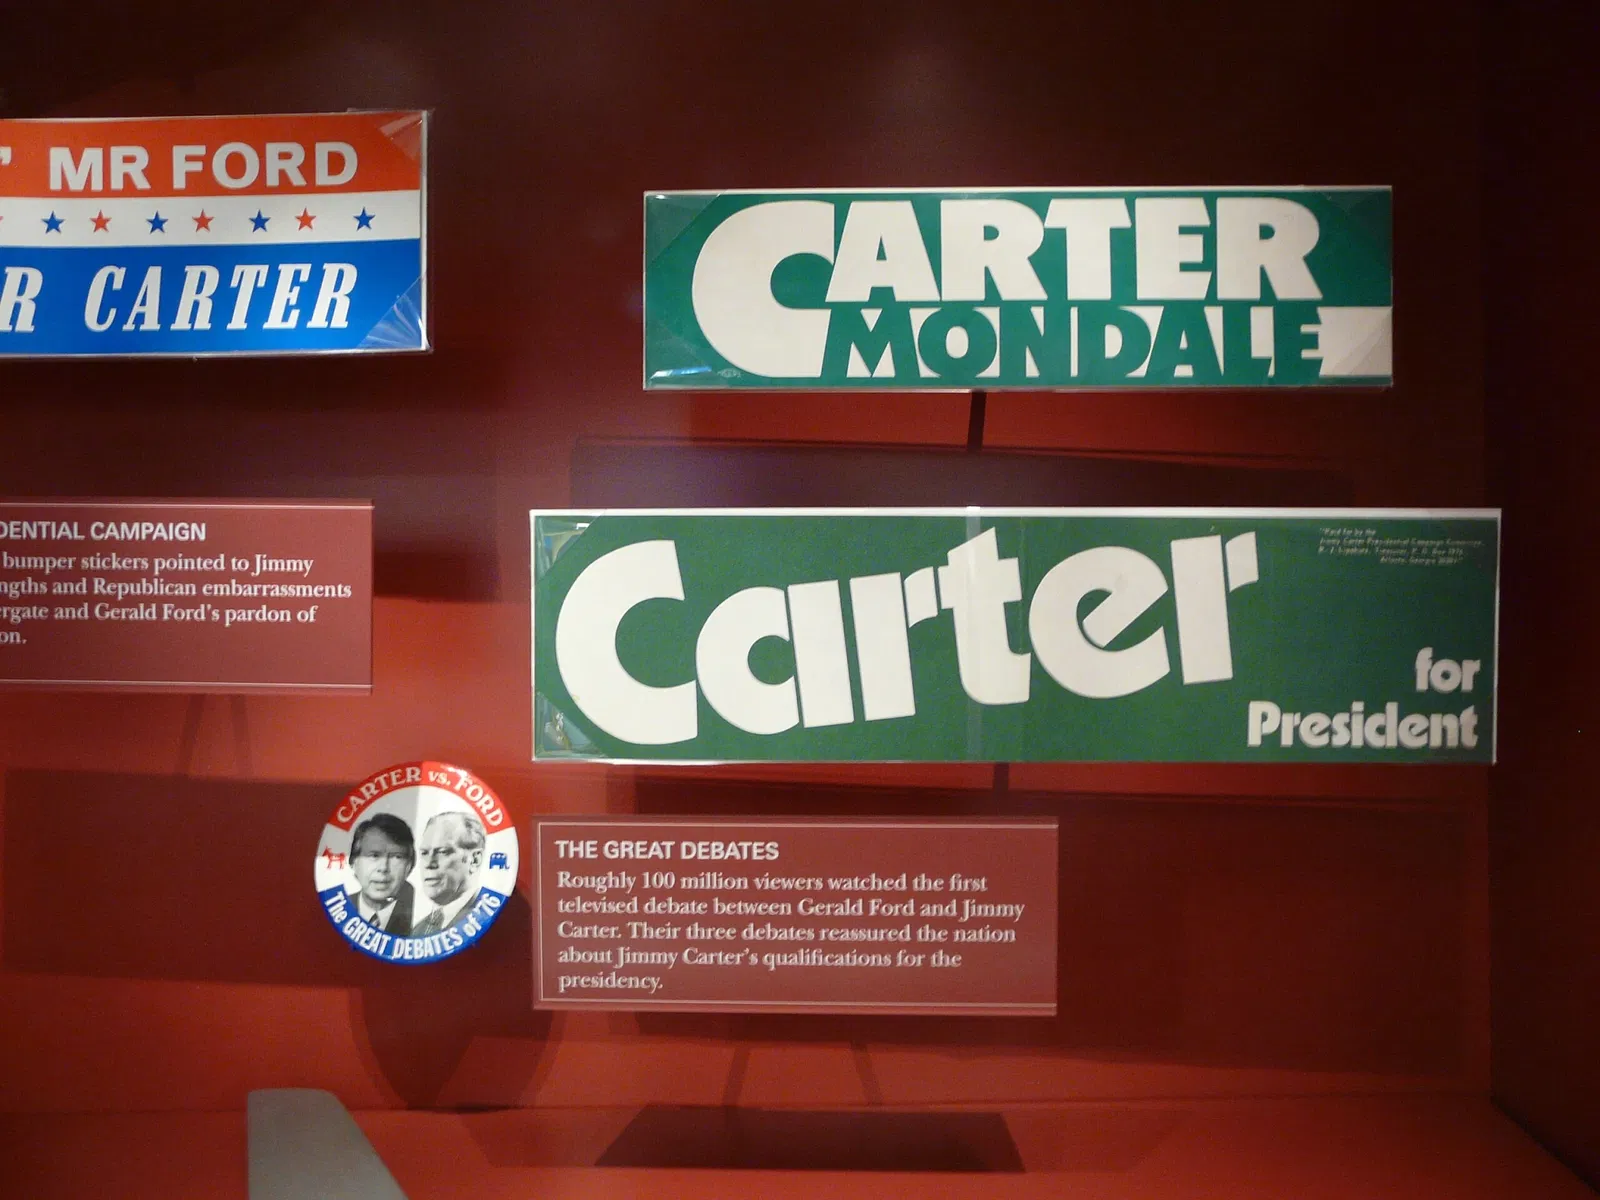 MR FORD
R CARTER
CARTER
MONDALE
DENTIAL CAMPAIGN
bumper stickers pointed to Jimmy
ngths and Republican embarrassments
ergate and Gerald Ford's pardon of
on.
Carter
for
President
CARTER vs. FORD
The GREAT DEBATES of '76
THE GREAT DEBATES
Roughly 100 million viewers watched the first
televised debate between Gerald Ford and Jimmy
Carter. Their three debates reassured the nation
about Jimmy Carter's qualifications for the
presidency.